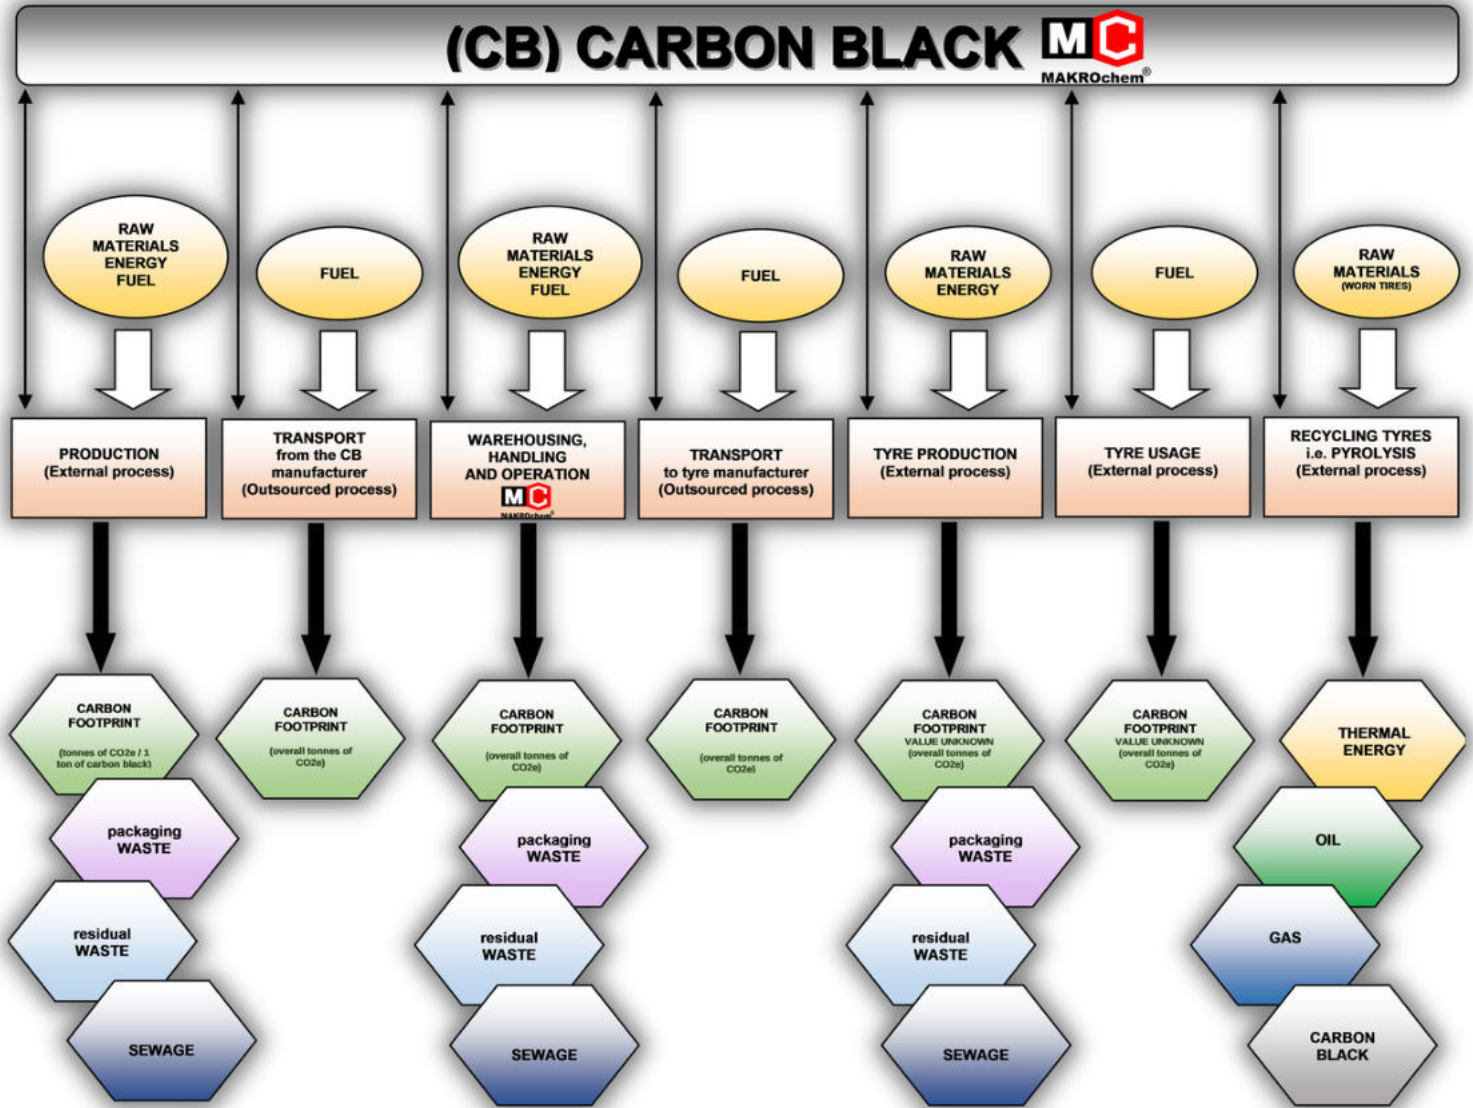 (CB) CARBON BLACK MC
MAKROchem®
RAW
MATERIALS
ENERGY
FUEL
FUEL
RAW
MATERIALS
ENERGY
FUEL
FUEL
RAW
MATERIALS
ENERGY
FUEL
RAW
MATERIALS
(WORN TIRES)
PRODUCTION
(External process)
TRANSPORT
from the CB
manufacturer
(Outsourced process)
WAREHOUSING,
HANDLING
AND OPERATION
MC
MAKROchem®
TRANSPORT
to tyre manufacturer
(Outsourced process)
TYRE PRODUCTION
(External process)
TYRE USAGE
(External process)
RECYCLING TYRES
i.e. PYROLYSIS
(External process)
CARBON
FOOTPRINT
(tonnes of CO2e / 1
ton of carbon black)
CARBON
FOOTPRINT
(overall tonnes of
CO2e)
CARBON
FOOTPRINT
(overall tonnes of
CO2e)
CARBON
FOOTPRINT
(overall tonnes of
CO2e)
CARBON
FOOTPRINT
VALUE UNKNOWN
(overall tonnes of
CO2e)
CARBON
FOOTPRINT
VALUE UNKNOWN
(overall tonnes of
CO2e)
THERMAL
ENERGY
packaging
WASTE
packaging
WASTE
packaging
WASTE
OIL
residual
WASTE
residual
WASTE
residual
WASTE
GAS
SEWAGE
SEWAGE
SEWAGE
CARBON
BLACK